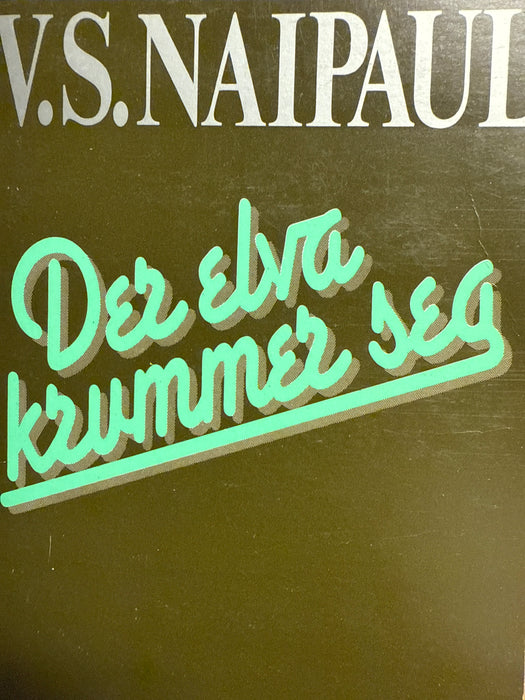 V.S. NAIPAUL
Der elva
krummer seg